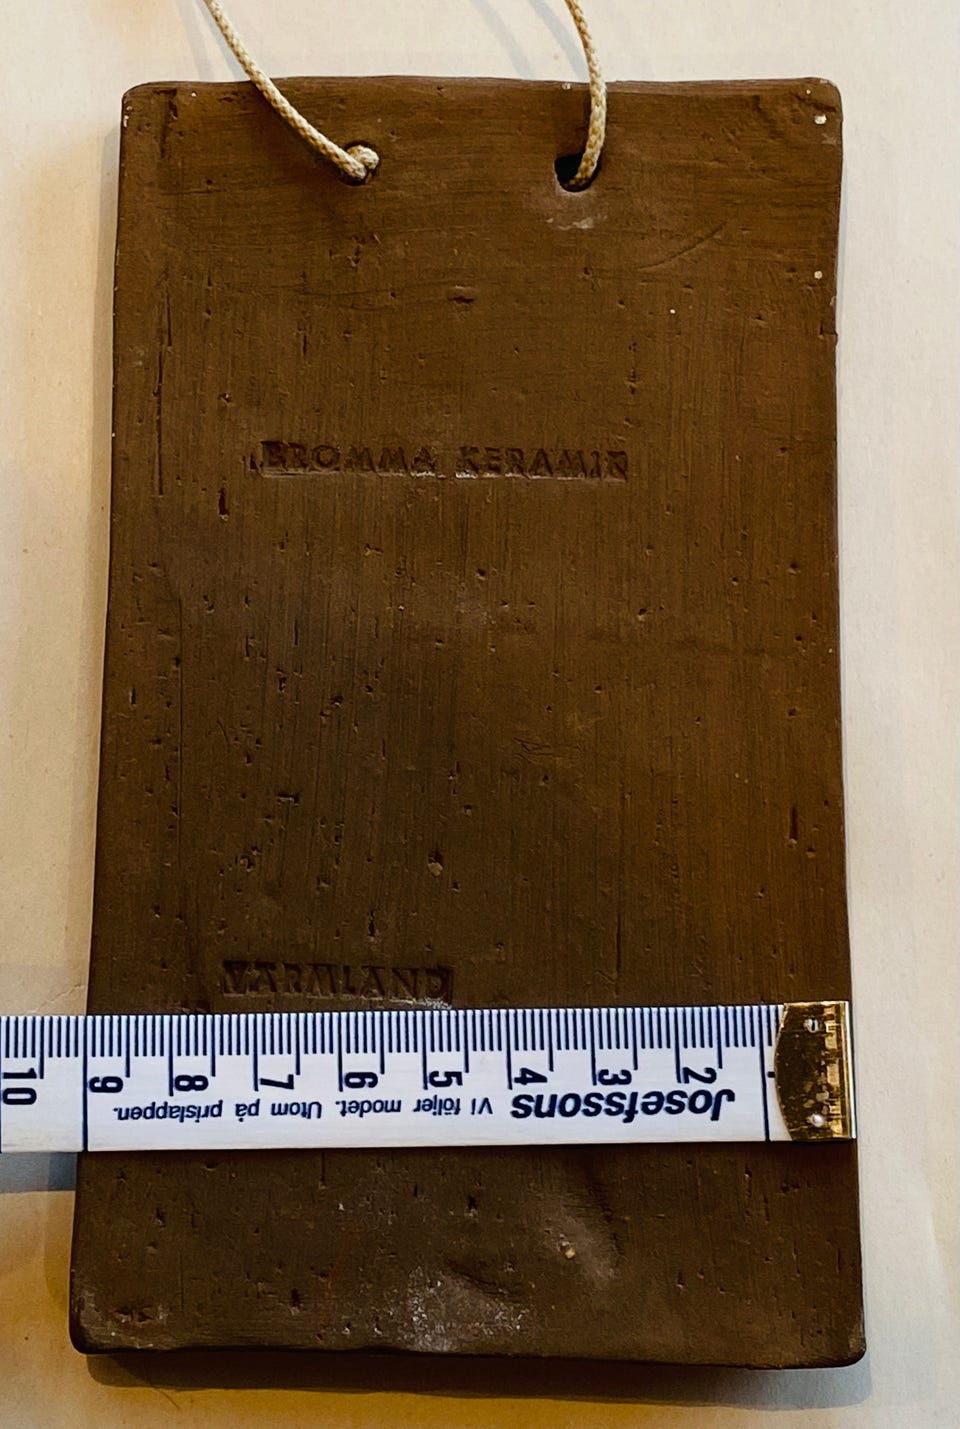 BROMMA KERAMIK
VÄRMLAND
10 9 8 7 6 5 4 3 2
Josefssons Vi följer modet. Utom på prislappen.